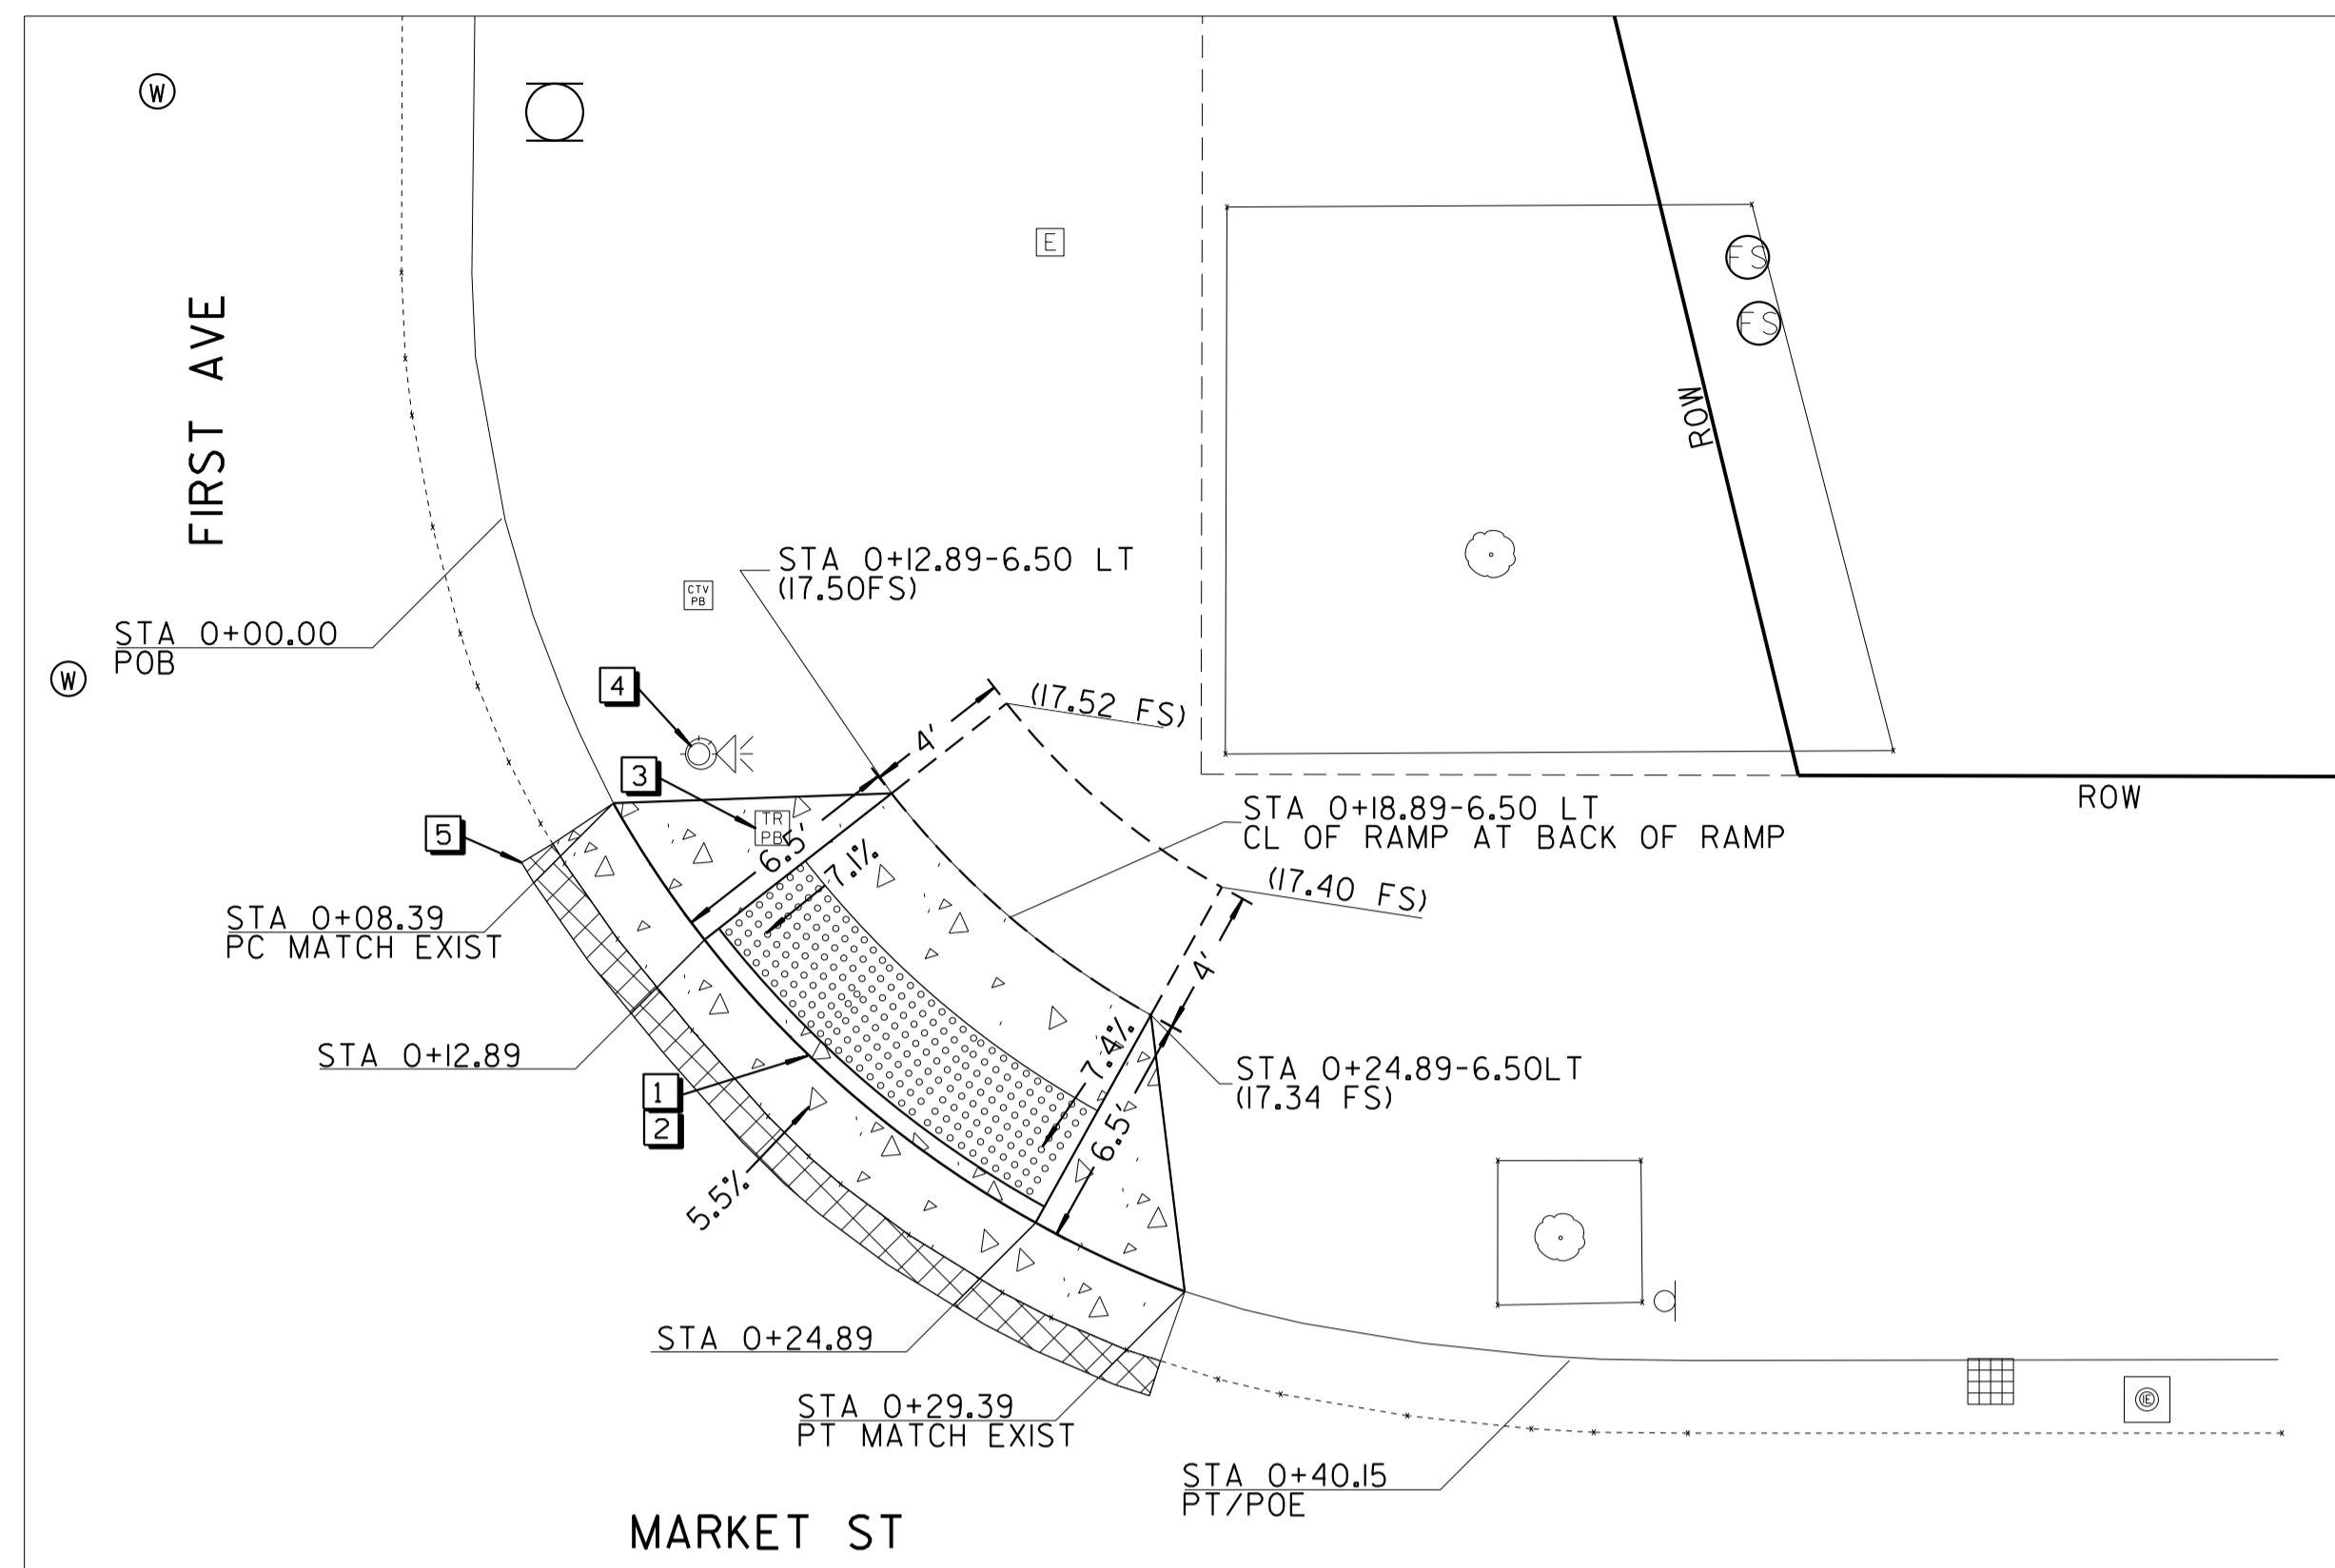 W
E
FS
FS
FIRST AVE
ROW
STA 0+12.89-6.50 LT
(17.50FS)
CTV
PB
STA 0+00.00
POB
W
4
(17.52 FS)
4'
3
TR
PB
ROW
STA 0+18.89-6.50 LT
CL OF RAMP AT BACK OF RAMP
5
6.5'
7.1%
(17.40 FS)
STA 0+08.39
PC MATCH EXIST
4'
STA 0+12.89
7.4%
STA 0+24.89-6.50LT
(17.34 FS)
1
2
6.5'
5.5%
STA 0+24.89
STA 0+29.39
PT MATCH EXIST
IE
STA 0+40.15
PT/POE
MARKET ST